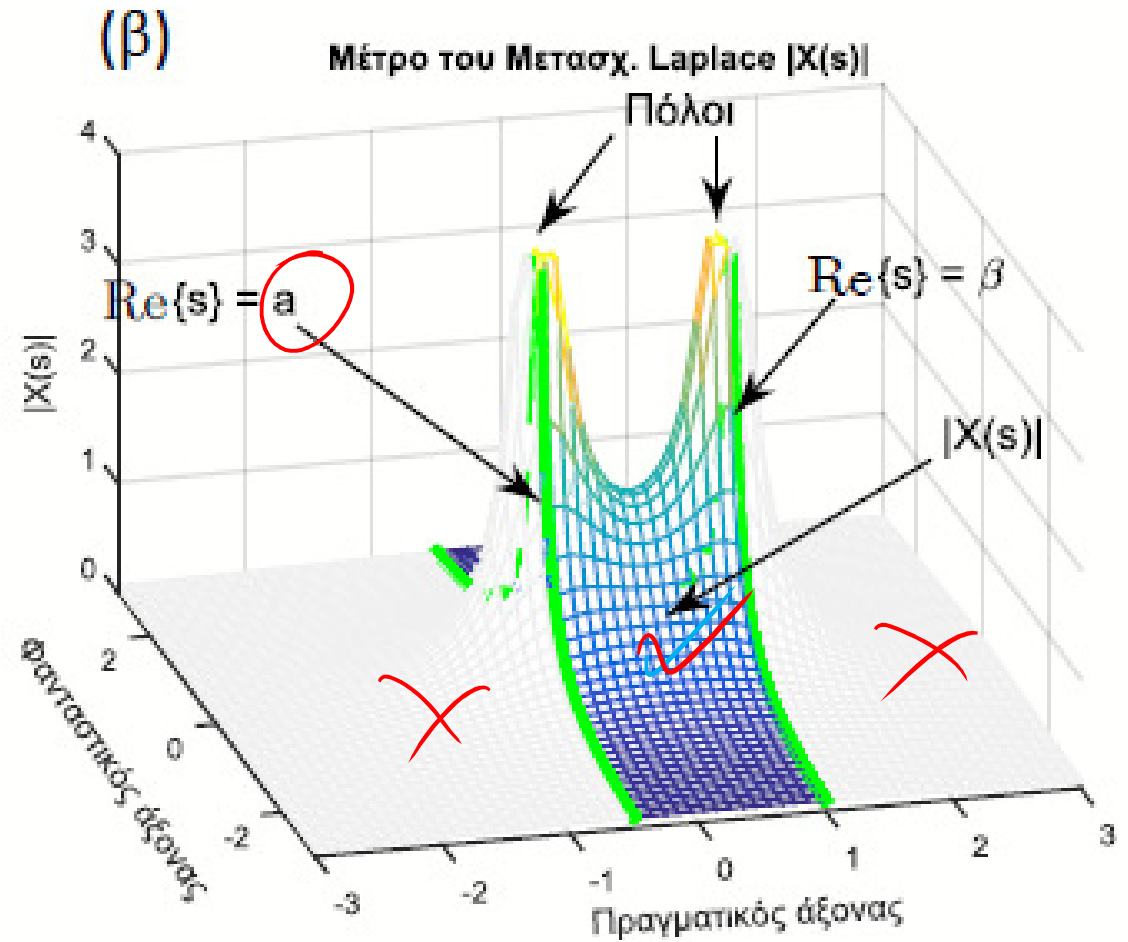 (β)
Μέτρο του Μετασχ. Laplace |X(s)|
Πόλοι
Re{s} = a
Re{s} = β
|X(s)|
|X(s)|
4
3
2
1
0
2
0
-2
Φανταστικός άξονας
-3
-2
-1
0
1
2
3
Πραγματικός άξονας